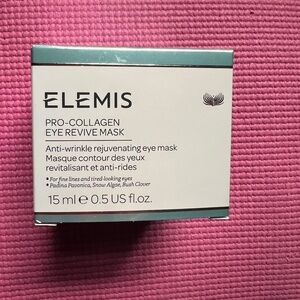 ELEMIS
PRO-COLLAGEN
EYE REVIVE MASK
Anti-wrinkle rejuvenating eye mask
Masque contour des yeux
revitalisant et anti-rides
• For fine lines and tired-looking eyes
• Padina Pavonica, Snow Algae, Bush Clover
15 ml ℮ 0.5 US fl.oz.